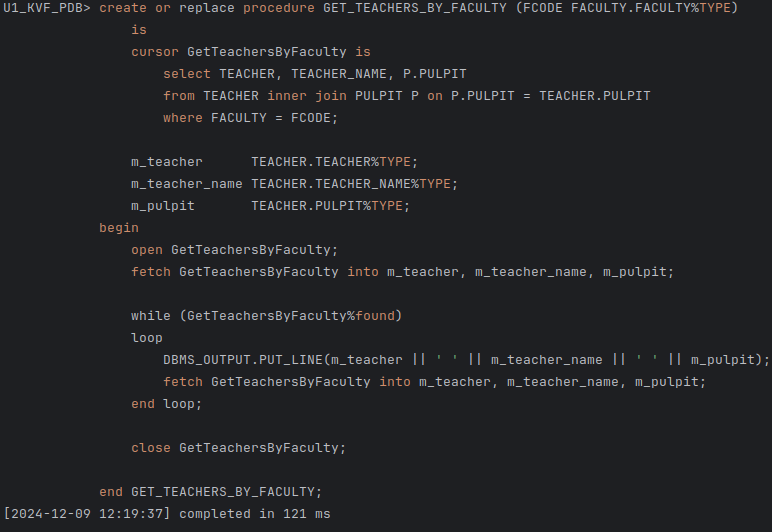 U1_KVF_PDB> create or replace procedure GET_TEACHERS_BY_FACULTY (FCODE FACULTY.FACULTY%TYPE)
is
cursor GetTeachersByFaculty is
select TEACHER, TEACHER_NAME, P.PULPIT
from TEACHER inner join PULPIT P on P.PULPIT = TEACHER.PULPIT
where FACULTY = FCODE;
m_teacher      TEACHER.TEACHER%TYPE;
m_teacher_name TEACHER.TEACHER_NAME%TYPE;
m_pulpit       TEACHER.PULPIT%TYPE;
begin
open GetTeachersByFaculty;
fetch GetTeachersByFaculty into m_teacher, m_teacher_name, m_pulpit;
while (GetTeachersByFaculty%found)
loop
DBMS_OUTPUT.PUT_LINE(m_teacher || ' ' || m_teacher_name || ' ' || m_pulpit);
fetch GetTeachersByFaculty into m_teacher, m_teacher_name, m_pulpit;
end loop;
close GetTeachersByFaculty;
end GET_TEACHERS_BY_FACULTY;
[2024-12-09 12:19:37] completed in 121 ms